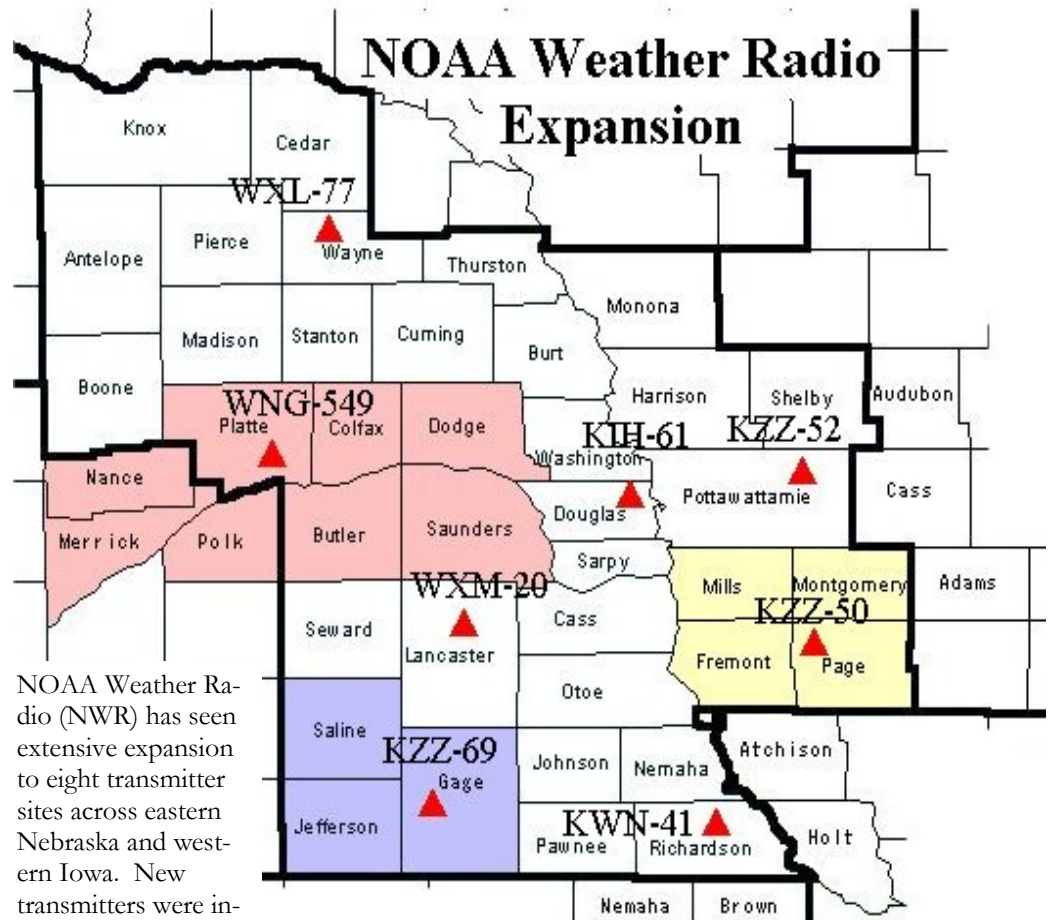 NOAA Weather Radio
Expansion
Knox
Cedar
WXL-77
Pierce
Wayne
Antelope
Thurston
Monona
Madison
Stanton
Cuming
Burt
Boone
Harrison
Shelby
Audubon
WNG-549
Platte
Colfax
Dodge
KIH-61
KZZ-52
Washington
Nance
Pottawattamie
Cass
Douglas
Merrick
Polk
Butler
Saunders
Sarpy
WXM-20
Mills
Montgomery
Adams
Seward
Cass
KZZ-50
Lancaster
Fremont
Page
Otoe
NOAA Weather Ra-
dio (NWR) has seen
extensive expansion
to eight transmitter
sites across eastern
Nebraska and west-
ern Iowa. New
transmitters were in-
Saline
KZZ-69
Gage
Johnson
Nemaha
Atchison
Jefferson
KWN-41
Pawnee
Richardson
Holt
Nemaha
Brown